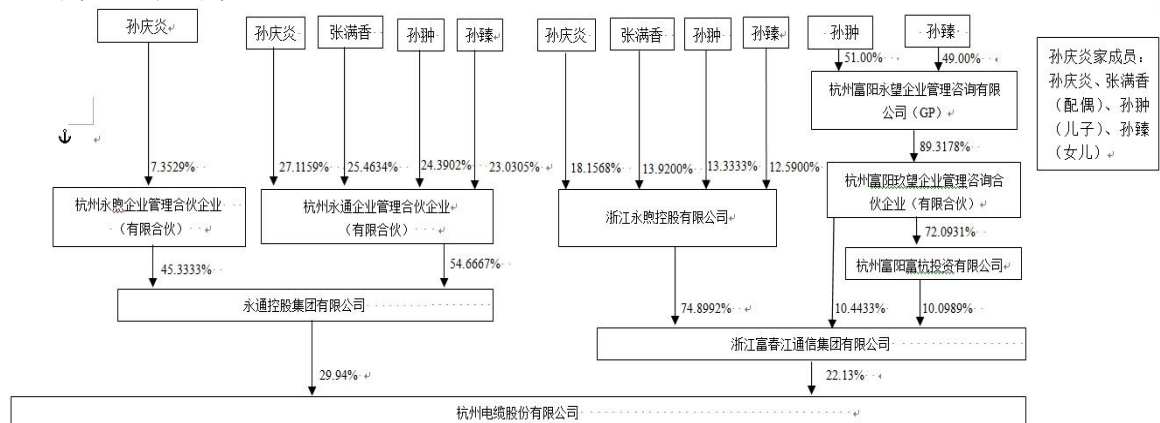 孙庆炎
孙庆炎
张满香
孙翀
孙臻
孙庆炎
张满香
孙翀
孙臻
孙翀
孙臻
孙庆炎家成员：
孙庆炎、张满香
（配偶）、孙翀
（儿子）、孙臻
（女儿）
51.00%
49.00%
杭州富阳永望企业管理咨询有限
公司（GP）
7.3529%
27.1159%
25.4634%
24.3902%
23.0305%
18.1568%
13.9200%
13.3333%
12.5900%
89.3178%
杭州永煦企业管理合伙企业
（有限合伙）
杭州永通企业管理合伙企业
（有限合伙）
浙江永煦控股有限公司
杭州富阳玖望企业管理咨询合
伙企业（有限合伙）
72.0931%
杭州富阳富杭投资有限公司
45.3333%
54.6667%
74.8992%
10.4433%
10.0989%
永通控股集团有限公司
浙江富春江通信集团有限公司
29.94%
22.13%
杭州电缆股份有限公司